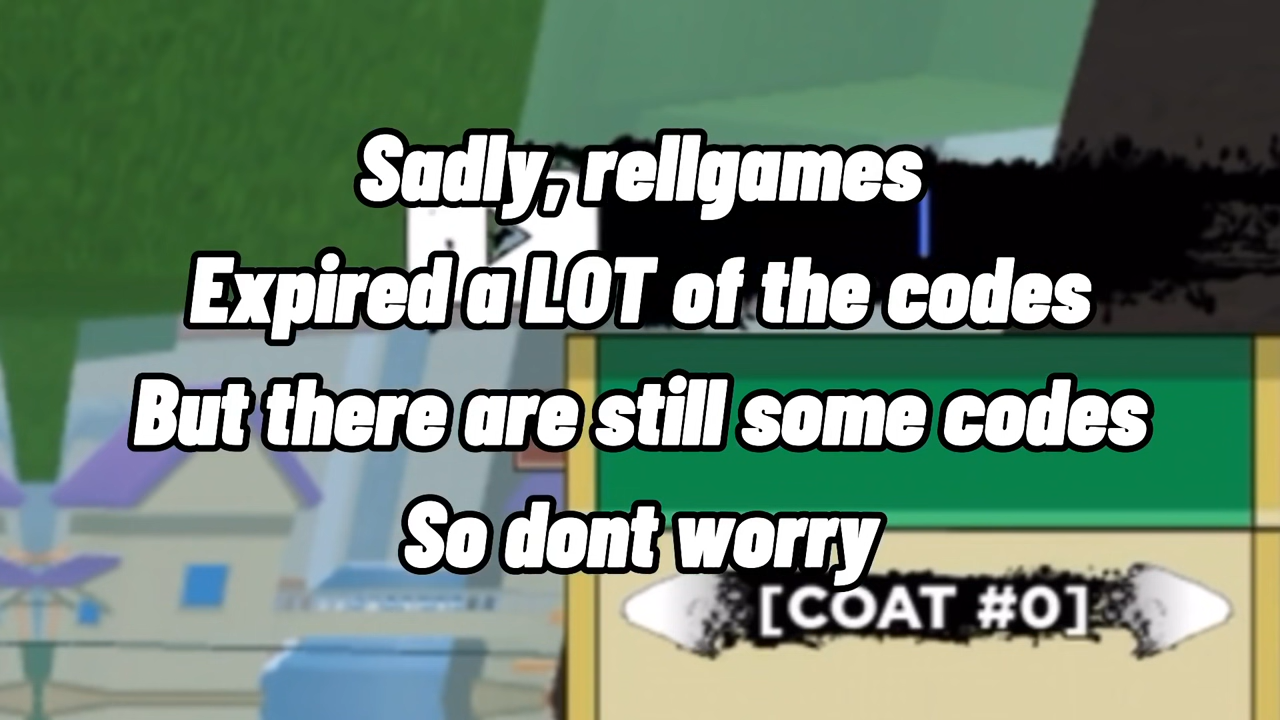 Sadly, rellgames
Expired a LOT of the codes
But there are still some codes
So dont worry
[COAT #0]